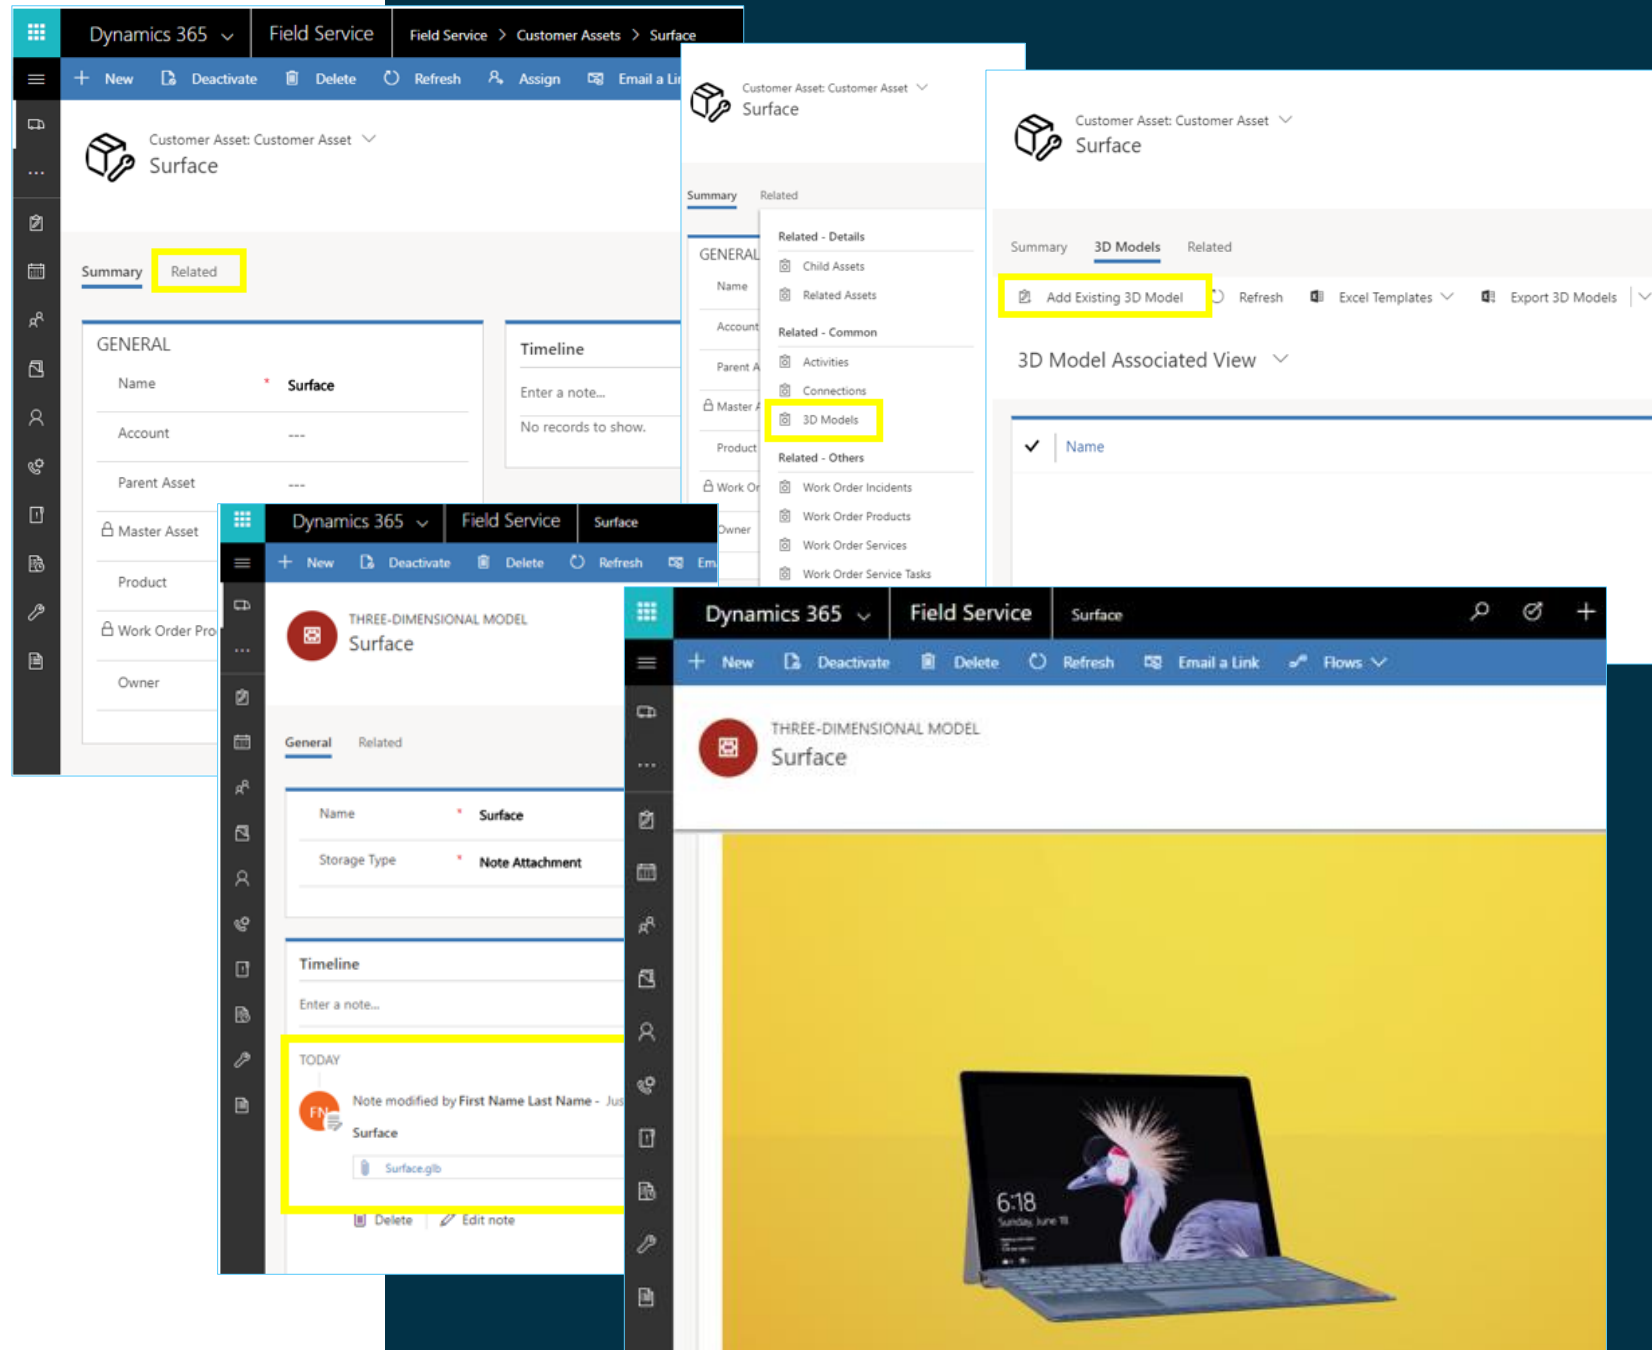 Dynamics 365
Field Service
Field Service > Customer Assets > Surface
New
Deactivate
Delete
Refresh
Assign
Email a Li
Customer Asset: Customer Asset
Surface
Summary
Related
GENERAL
Name * Surface
Account ---
Parent Asset ---
Master Asset
Product
Work Order Pro
Owner
Timeline
Enter a note...
No records to show.
Customer Asset: Customer Asset
Surface
Summary
Related
GENERAL
Name
Account
Parent A
Master A
Product
Work Or
Owner
Related - Details
Child Assets
Related Assets
Related - Common
Activities
Connections
3D Models
Related - Others
Work Order Incidents
Work Order Products
Work Order Services
Work Order Service Tasks
Customer Asset: Customer Asset
Surface
Summary
3D Models
Related
Add Existing 3D Model
Refresh
Excel Templates
Export 3D Models
3D Model Associated View
Name
Dynamics 365
Field Service
Surface
New
Deactivate
Delete
Refresh
Em
THREE-DIMENSIONAL MODEL
Surface
General
Related
Name * Surface
Storage Type * Note Attachment
Timeline
Enter a note...
TODAY
FN
Note modified by First Name Last Name - Jus
Surface
Surface.glb
Delete
Edit note
Dynamics 365
Field Service
Surface
New
Deactivate
Delete
Refresh
Email a Link
Flows
THREE-DIMENSIONAL MODEL
Surface
6:18
Sunday, June 18